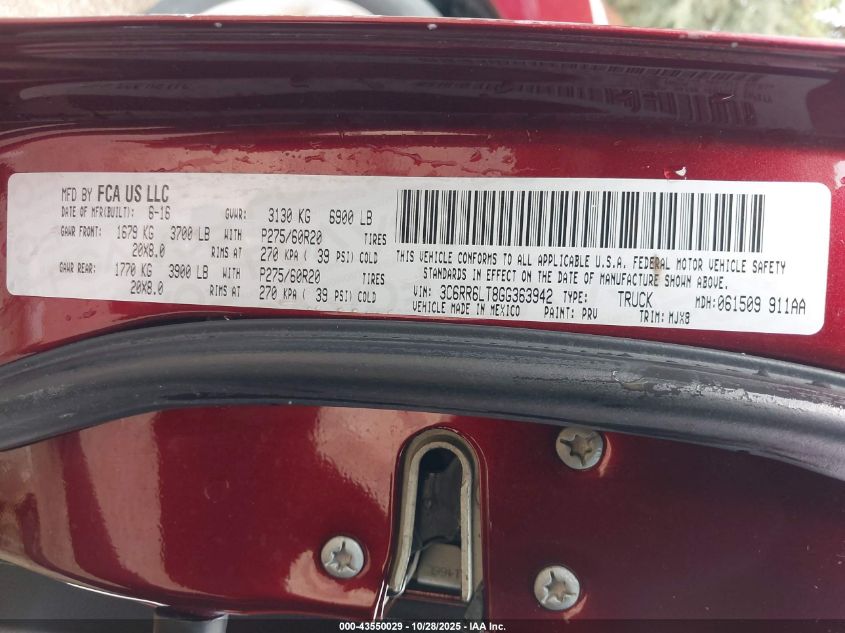 MFD BY FCA US LLC
DATE OF MFR(BUILT): 6-16 GVWR: 3130 KG 6900 LB
GAWR FRONT: 1679 KG 3700 LB WITH P275/60R20 TIRES
20X8.0 RIMS AT 270 KPA ( 39 PSI) COLD
GAWR REAR: 1770 KG 3900 LB WITH P275/60R20 TIRES
20X8.0 RIMS AT 270 KPA ( 39 PSI) COLD
THIS VEHICLE CONFORMS TO ALL APPLICABLE U.S.A. FEDERAL MOTOR VEHICLE SAFETY
STANDARDS IN EFFECT ON THE DATE OF MANUFACTURE SHOWN ABOVE.
VIN: 3C6RR6LT8GG363942 TYPE: TRUCK MDH: 061509 911AA
VEHICLE MADE IN MEXICO PAINT: PRV TRIM: MJX8
000-43550029 - 10/28/2025 - IAA Inc.